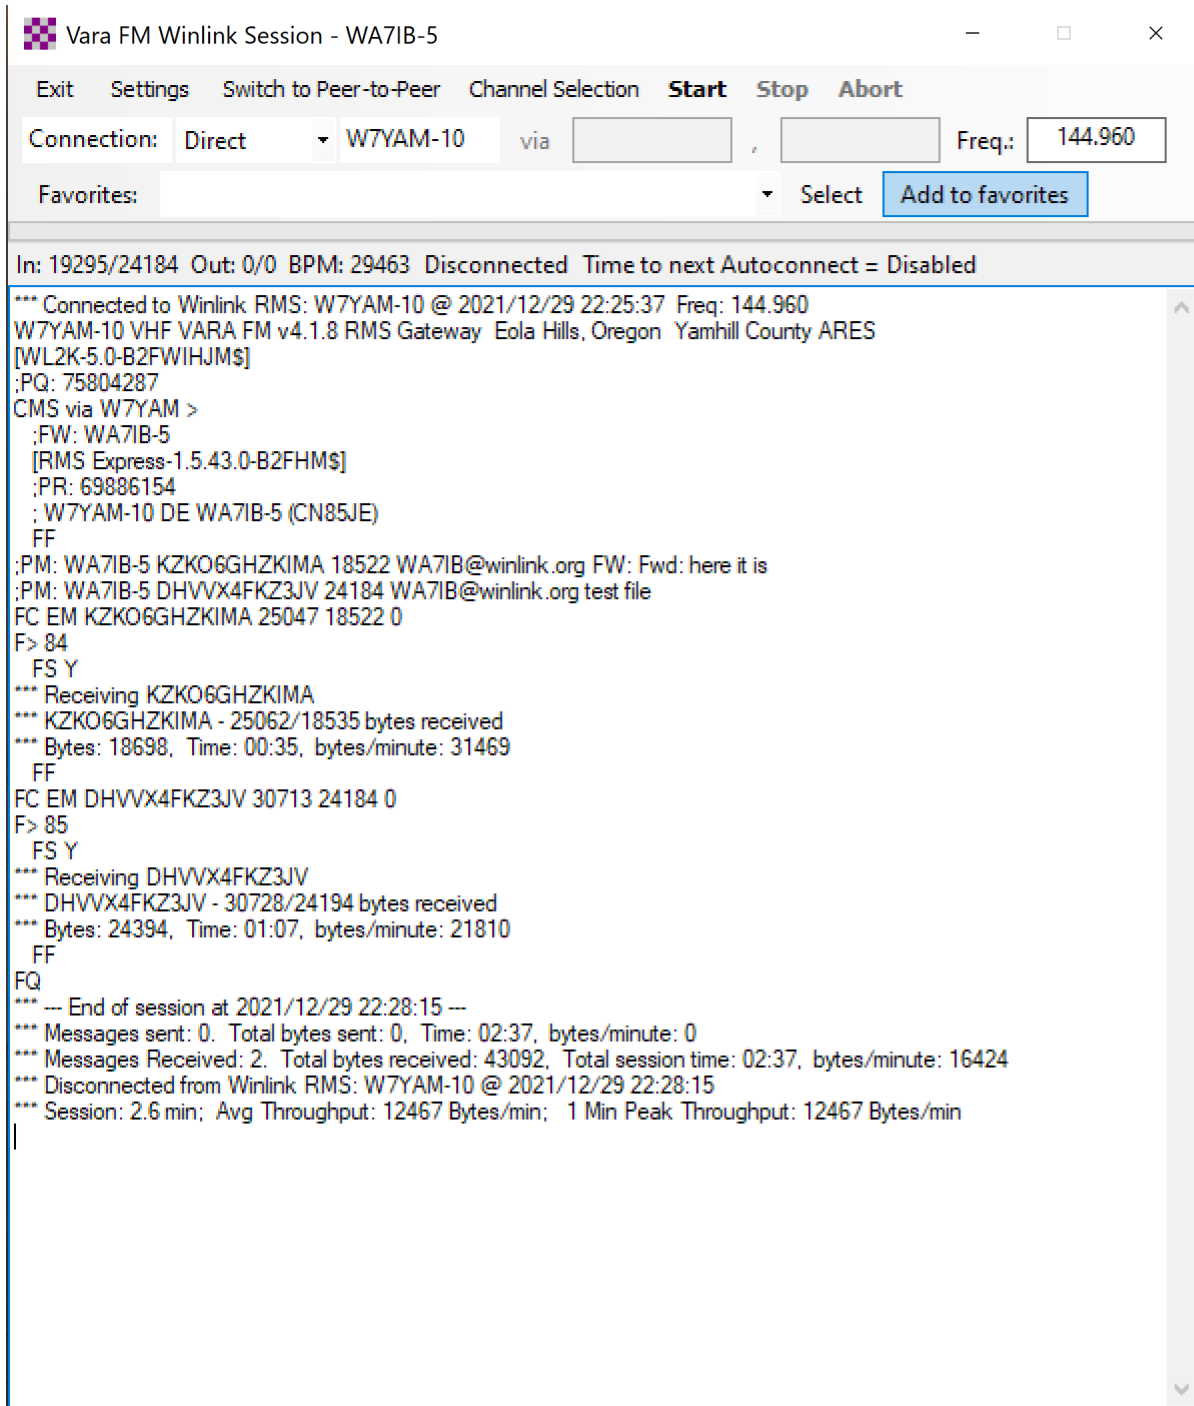 Vara FM Winlink Session - WA7IB-5
Exit Settings Switch to Peer-to-Peer Channel Selection Start Stop Abort
Connection: Direct W7YAM-10 via , Freq.: 144.960
Favorites: Select Add to favorites
In: 19295/24184 Out: 0/0 BPM: 29463 Disconnected Time to next Autoconnect = Disabled
*** Connected to Winlink RMS: W7YAM-10 @ 2021/12/29 22:25:37 Freq: 144.960
W7YAM-10 VHF VARA FM v4.1.8 RMS Gateway Eola Hills, Oregon Yamhill County ARES
[WL2K-5.0-B2FWIHJM$]
;PQ: 75804287
CMS via W7YAM >
;FW: WA7IB-5
[RMS Express-1.5.43.0-B2FHM$]
;PR: 69886154
; W7YAM-10 DE WA7IB-5 (CN85JE)
FF
;PM: WA7IB-5 KZKO6GHZKIMA 18522 WA7IB@winlink.org FW: Fwd: here it is
;PM: WA7IB-5 DHVVX4FKZ3JV 24184 WA7IB@winlink.org test file
FC EM KZKO6GHZKIMA 25047 18522 0
F> 84
FS Y
*** Receiving KZKO6GHZKIMA
*** KZKO6GHZKIMA - 25062/18535 bytes received
*** Bytes: 18698, Time: 00:35, bytes/minute: 31469
FF
FC EM DHVVX4FKZ3JV 30713 24184 0
F> 85
FS Y
*** Receiving DHVVX4FKZ3JV
*** DHVVX4FKZ3JV - 30728/24194 bytes received
*** Bytes: 24394, Time: 01:07, bytes/minute: 21810
FF
FQ
*** --- End of session at 2021/12/29 22:28:15 ---
*** Messages sent: 0. Total bytes sent: 0, Time: 02:37, bytes/minute: 0
*** Messages Received: 2. Total bytes received: 43092, Total session time: 02:37, bytes/minute: 16424
*** Disconnected from Winlink RMS: W7YAM-10 @ 2021/12/29 22:28:15
*** Session: 2.6 min; Avg Throughput: 12467 Bytes/min; 1 Min Peak Throughput: 12467 Bytes/min